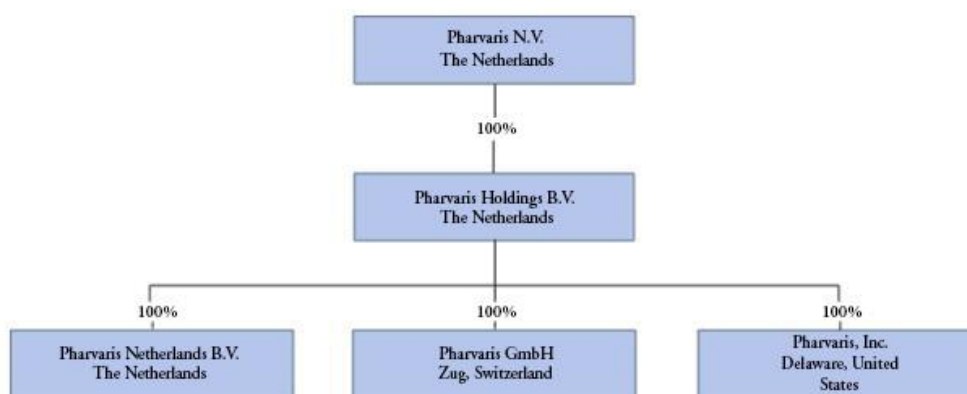 Pharvaris N.V.
The Netherlands
100%
Pharvaris Holdings B.V.
The Netherlands
100%
100%
100%
Pharvaris Netherlands B.V.
The Netherlands
Pharvaris GmbH
Zug, Switzerland
Pharvaris, Inc.
Delaware, United
States